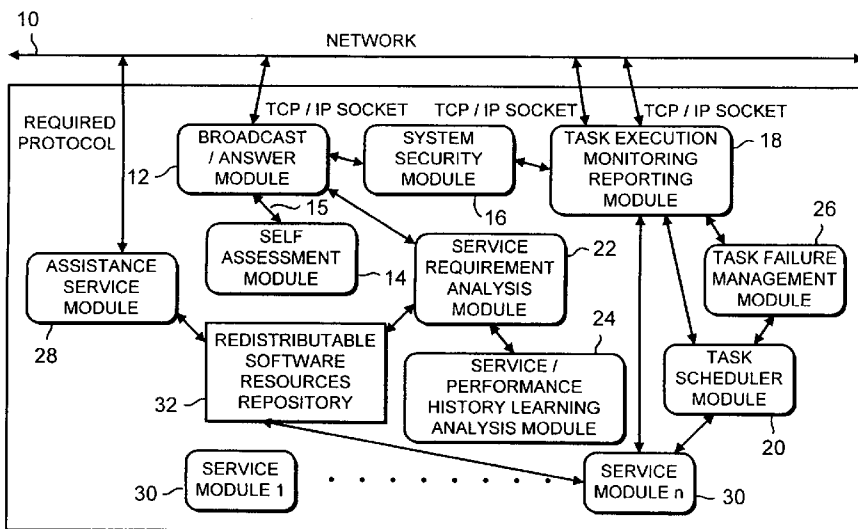 10
NETWORK
TCP / IP SOCKET
TCP / IP SOCKET
TCP / IP SOCKET
REQUIRED
PROTOCOL
BROADCAST
/ ANSWER
MODULE
12
SYSTEM
SECURITY
MODULE
16
TASK EXECUTION
MONITORING
REPORTING
MODULE
18
15
SELF
ASSESSMENT
MODULE
14
SERVICE
REQUIREMENT
ANALYSIS
MODULE
22
26
TASK FAILURE
MANAGEMENT
MODULE
ASSISTANCE
SERVICE
MODULE
28
REDISTRIBUTABLE
SOFTWARE
RESOURCES
REPOSITORY
32
24
SERVICE /
PERFORMANCE
HISTORY LEARNING
ANALYSIS MODULE
TASK
SCHEDULER
MODULE
20
SERVICE
MODULE 1
30
SERVICE
MODULE n
30